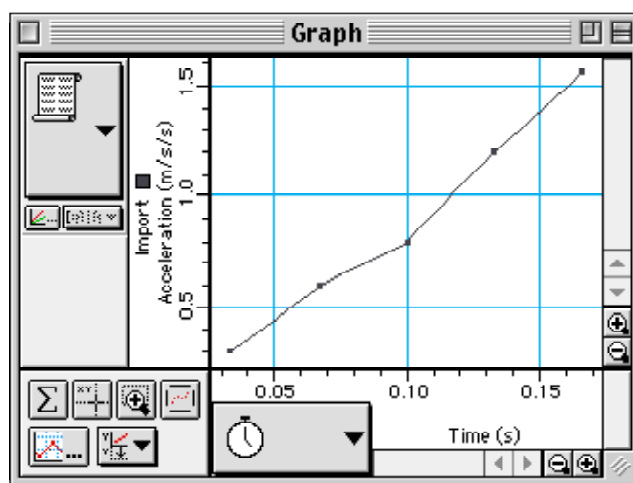 Graph
Import
Acceleration (m/s/s)
1.5
1.0
0.5
0.05 0.10 0.15
Time (s)
Σ